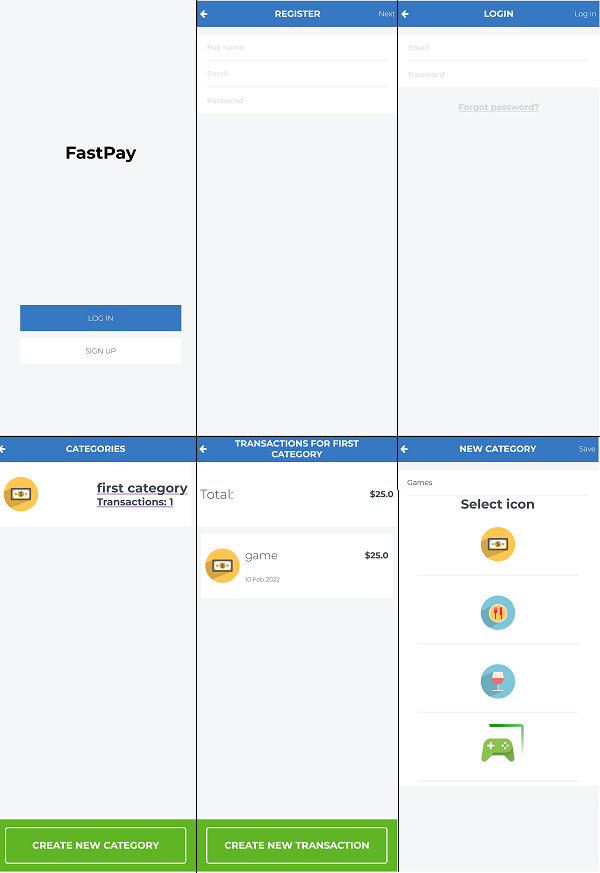 FastPay
LOG IN
SIGN UP
REGISTER
Next
Full name
Email
Password
LOGIN
Log in
Email
Password
Forgot password?
CATEGORIES
first category
Transactions: 1
CREATE NEW CATEGORY
TRANSACTIONS FOR FIRST
CATEGORY
Total:
$25.0
game
$25.0
10 Feb 2022
CREATE NEW TRANSACTION
NEW CATEGORY
Save
Games
Select icon